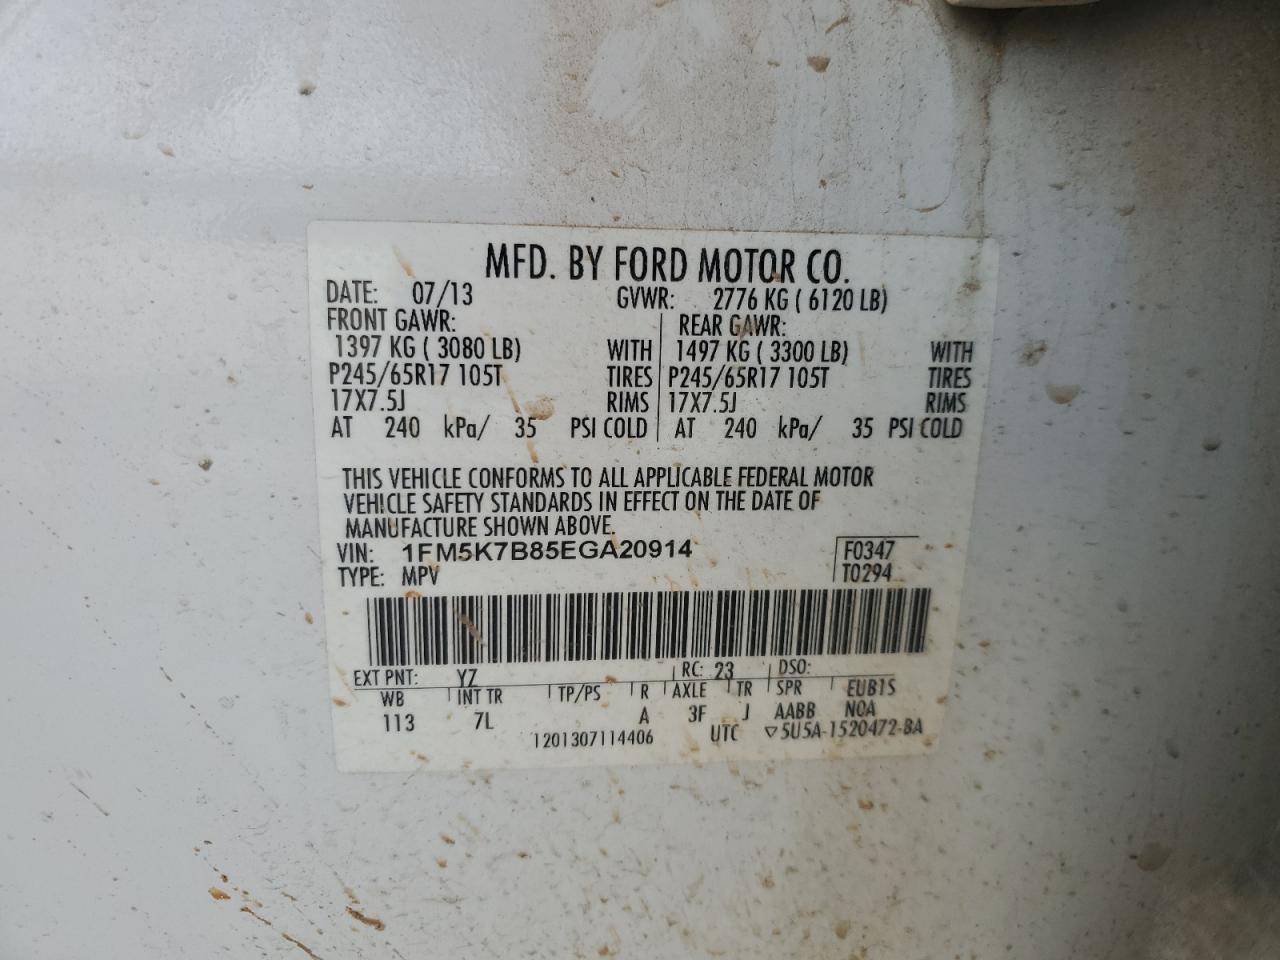 MFD. BY FORD MOTOR CO.
DATE: 07/13 GVWR: 2776 KG ( 6120 LB)
FRONT GAWR: REAR GAWR:
1397 KG ( 3080 LB) WITH 1497 KG ( 3300 LB) WITH
P245/65R17 105T TIRES P245/65R17 105T TIRES
17X7.5J RIMS 17X7.5J RIMS
AT 240 kPa/ 35 PSI COLD AT 240 kPa/ 35 PSI COLD
THIS VEHICLE CONFORMS TO ALL APPLICABLE FEDERAL MOTOR
VEHICLE SAFETY STANDARDS IN EFFECT ON THE DATE OF
MANUFACTURE SHOWN ABOVE.
VIN: 1FM5K7B85EGA20914 F0347
TYPE: MPV T0294
EXT PNT: YZ RC: 23 DSO:
WB INT TR TP/PS R AXLE TR SPR EUB1S
113 7L A 3F J AABB N0A
1201307114406 UTC ▽5U5A-1520472-BA